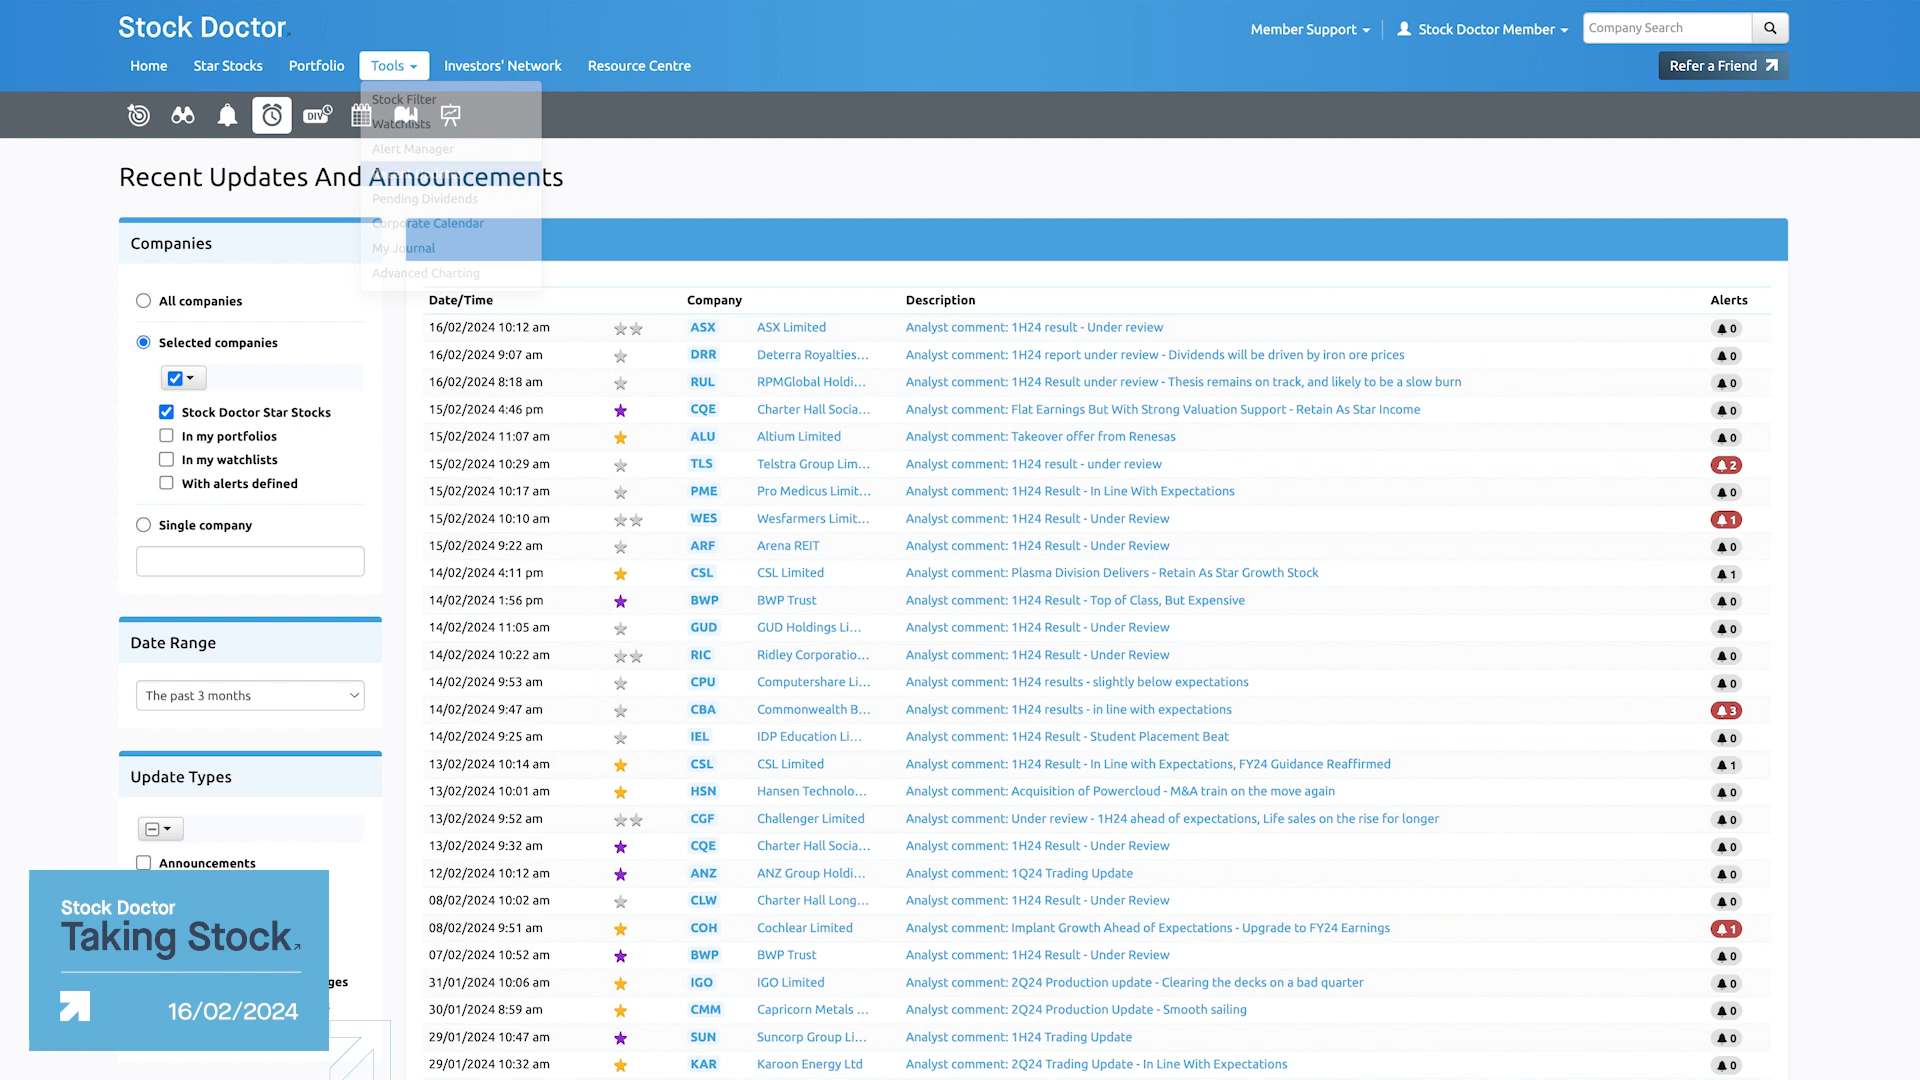 Stock Doctor
Member Support
Stock Doctor Member
Company Search
Home
Star Stocks
Portfolio
Tools
Investors' Network
Resource Centre
Refer a Friend
DIV
Stock Filter
Watchlists
Alert Manager
Pending Dividends
Corporate Calendar
My Journal
Advanced Charting
Recent Updates And Announcements
Companies
All companies
Selected companies
Stock Doctor Star Stocks
In my portfolios
In my watchlists
With alerts defined
Single company
Date Range
The past 3 months
Update Types
Announcements
ges
Date/Time Company Description Alerts
16/02/2024 10:12 am ASX ASX Limited Analyst comment: 1H24 result - Under review 0
16/02/2024 9:07 am DRR Deterra Royalties... Analyst comment: 1H24 report under review - Dividends will be driven by iron ore prices 0
16/02/2024 8:18 am RUL RPMGlobal Holdi... Analyst comment: 1H24 Result under review - Thesis remains on track, and likely to be a slow burn 0
15/02/2024 4:46 pm CQE Charter Hall Socia... Analyst comment: Flat Earnings But With Strong Valuation Support - Retain As Star Income 0
15/02/2024 11:07 am ALU Altium Limited Analyst comment: Takeover offer from Renesas 0
15/02/2024 10:29 am TLS Telstra Group Lim... Analyst comment: 1H24 result - under review 2
15/02/2024 10:17 am PME Pro Medicus Limit... Analyst comment: 1H24 Result - In Line With Expectations 0
15/02/2024 10:10 am WES Wesfarmers Limit... Analyst comment: 1H24 Result - Under Review 1
15/02/2024 9:22 am ARF Arena REIT Analyst comment: 1H24 Result - Under Review 0
14/02/2024 4:11 pm CSL CSL Limited Analyst comment: Plasma Division Delivers - Retain As Star Growth Stock 1
14/02/2024 1:56 pm BWP BWP Trust Analyst comment: 1H24 Result - Top of Class, But Expensive 0
14/02/2024 11:05 am GUD GUD Holdings Li... Analyst comment: 1H24 Result - Under Review 0
14/02/2024 10:22 am RIC Ridley Corporatio... Analyst comment: 1H24 Result - Under Review 0
14/02/2024 9:53 am CPU Computershare Li... Analyst comment: 1H24 results - slightly below expectations 0
14/02/2024 9:47 am CBA Commonwealth B... Analyst comment: 1H24 results - in line with expectations 3
14/02/2024 9:25 am IEL IDP Education Li... Analyst comment: 1H24 Result - Student Placement Beat 0
13/02/2024 10:14 am CSL CSL Limited Analyst comment: 1H24 Result - In Line with Expectations, FY24 Guidance Reaffirmed 1
13/02/2024 10:01 am HSN Hansen Technolo... Analyst comment: Acquisition of Powercloud - M&A train on the move again 0
13/02/2024 9:52 am CGF Challenger Limited Analyst comment: Under review - 1H24 ahead of expectations, Life sales on the rise for longer 0
13/02/2024 9:32 am CQE Charter Hall Socia... Analyst comment: 1H24 Result - Under Review 0
12/02/2024 10:12 am ANZ ANZ Group Holdi... Analyst comment: 1Q24 Trading Update 0
08/02/2024 10:02 am CLW Charter Hall Long... Analyst comment: 1H24 Result - Under Review 0
08/02/2024 9:51 am COH Cochlear Limited Analyst comment: Implant Growth Ahead of Expectations - Upgrade to FY24 Earnings 1
07/02/2024 10:52 am BWP BWP Trust Analyst comment: 1H24 Result - Under Review 0
31/01/2024 10:06 am IGO IGO Limited Analyst comment: 2Q24 Production update - Clearing the decks on a bad quarter 0
30/01/2024 8:59 am CMM Capricorn Metals ... Analyst comment: 2Q24 Production Update - Smooth sailing 0
29/01/2024 10:47 am SUN Suncorp Group Li... Analyst comment: 1H24 Trading Update 0
29/01/2024 10:32 am KAR Karoon Energy Ltd Analyst comment: 2Q24 Trading Update - In Line With Expectations 0
Stock Doctor
Taking Stock
16/02/2024